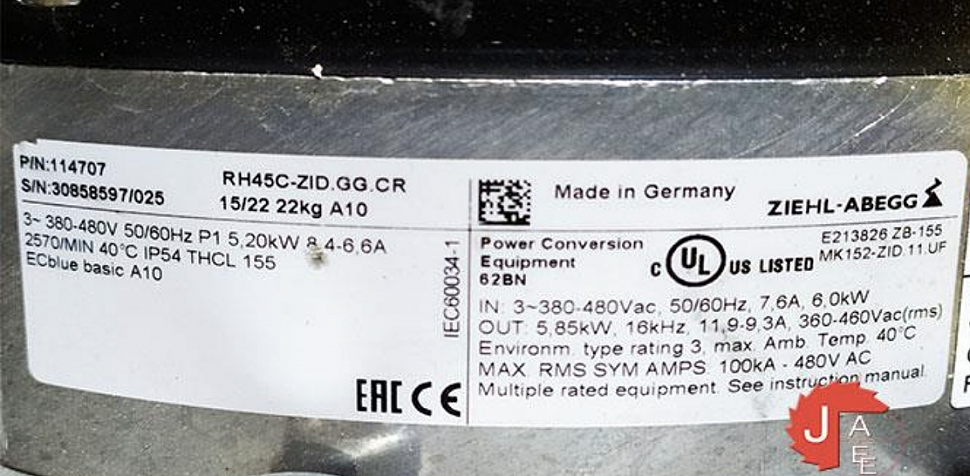 P/N:114707
S/N:30858597/025
RH45C-ZID.GG.CR
15/22 22kg A10
3~ 380-480V 50/60Hz P1 5,20kW 8,4-6,6A
2570/MIN 40°C IP54 THCL 155
ECblue basic A10
IEC60034-1
EAC CE
Made in Germany
ZIEHL-ABEGG
Power Conversion
Equipment
62BN
c UL US LISTED
E213826 Z8-155
MK152-ZID.11.UF
IN: 3~380-480Vac, 50/60Hz, 7,6A, 6,0kW
OUT: 5,85kW, 16kHz, 11,9-9,3A, 360-460Vac(rms)
Environm. type rating 3, max. Amb. Temp. 40°C
MAX. RMS SYM AMPS. 100kA - 480V AC
Multiple rated equipment. See instruction manual.
JAEE